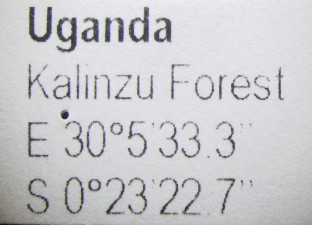 Uganda
Kalinzu Forest
E 30°5'33.3"
S 0°23'22.7"